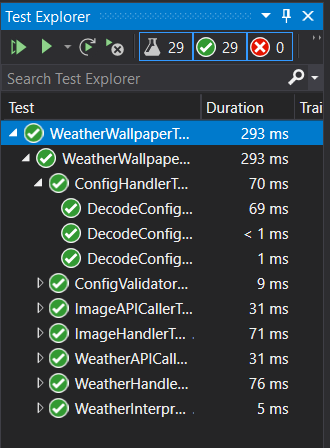 Test Explorer
29 29 0
Search Test Explorer
Test Duration Trai
WeatherWallpaperT... 293 ms
WeatherWallpape... 293 ms
ConfigHandlerT... 70 ms
DecodeConfig... 69 ms
DecodeConfig... < 1 ms
DecodeConfig... 1 ms
ConfigValidator... 9 ms
ImageAPICallerT... 31 ms
ImageHandlerT... 71 ms
WeatherAPICall... 31 ms
WeatherHandle... 76 ms
WeatherInterpr... 5 ms